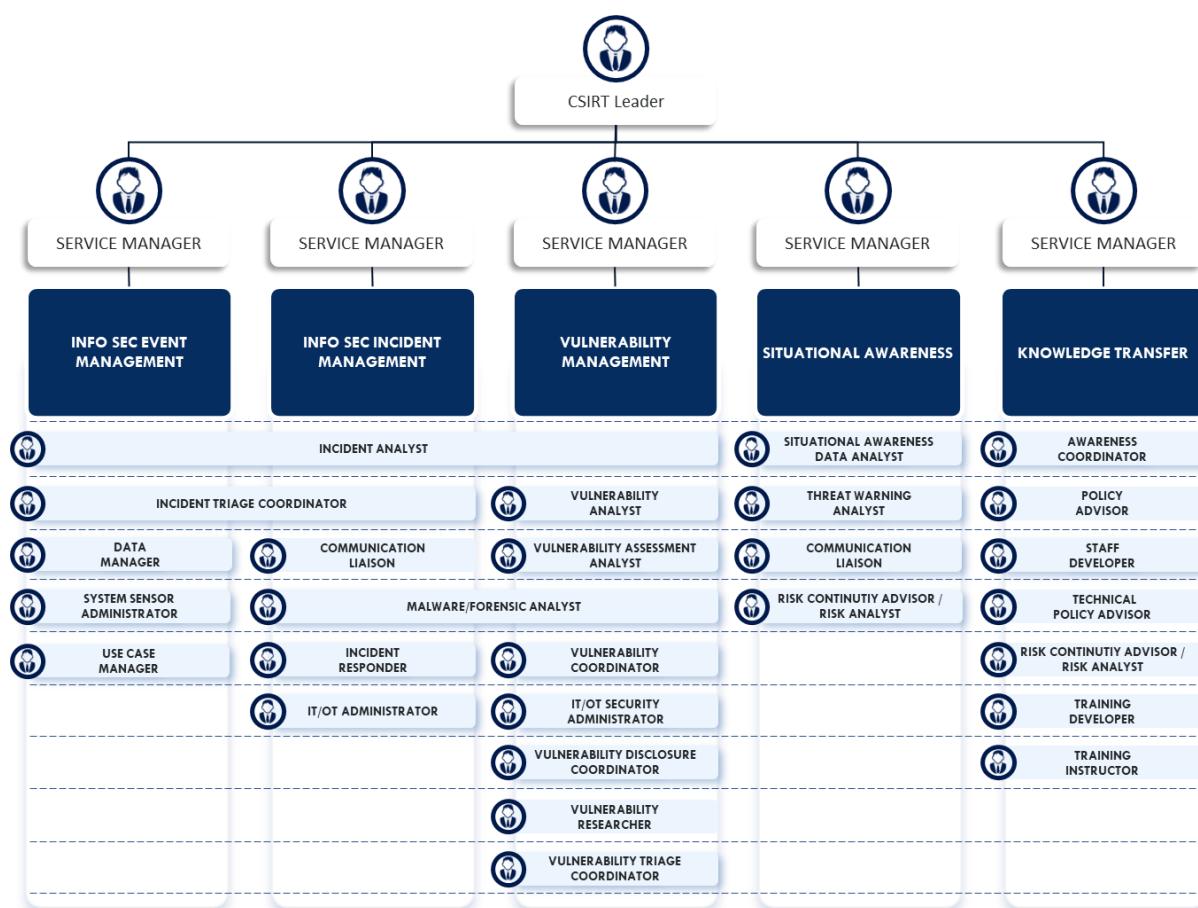 CSIRT Leader
SERVICE MANAGER
SERVICE MANAGER
SERVICE MANAGER
SERVICE MANAGER
SERVICE MANAGER
INFO SEC EVENT
MANAGEMENT
INFO SEC INCIDENT
MANAGEMENT
VULNERABILITY
MANAGEMENT
SITUATIONAL AWARENESS
KNOWLEDGE TRANSFER
INCIDENT ANALYST
SITUATIONAL AWARENESS
DATA ANALYST
AWARENESS
COORDINATOR
INCIDENT TRIAGE COORDINATOR
VULNERABILITY
ANALYST
THREAT WARNING
ANALYST
POLICY
ADVISOR
DATA
MANAGER
COMMUNICATION
LIAISON
VULNERABILITY ASSESSMENT
ANALYST
COMMUNICATION
LIAISON
STAFF
DEVELOPER
SYSTEM SENSOR
ADMINISTRATOR
MALWARE/FORENSIC ANALYST
RISK CONTINUTIY ADVISOR /
RISK ANALYST
TECHNICAL
POLICY ADVISOR
USE CASE
MANAGER
INCIDENT
RESPONDER
VULNERABILITY
COORDINATOR
RISK CONTINUTIY ADVISOR /
RISK ANALYST
IT/OT ADMINISTRATOR
IT/OT SECURITY
ADMINISTRATOR
TRAINING
DEVELOPER
VULNERABILITY DISCLOSURE
COORDINATOR
TRAINING
INSTRUCTOR
VULNERABILITY
RESEARCHER
VULNERABILITY TRIAGE
COORDINATOR